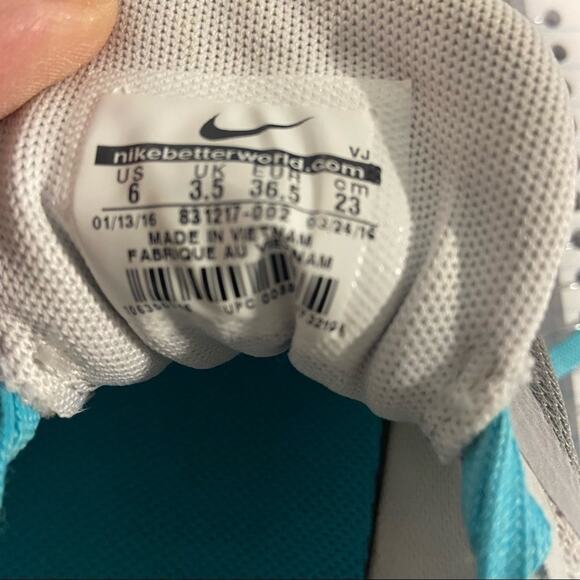 nikebetterworld.com VJ
US UK EUR cm
6 3.5 36.5 23
01/13/16 831217-002 02/24/16
MADE IN VIETNAM
FABRIQUE AU VIETNAM
UPC